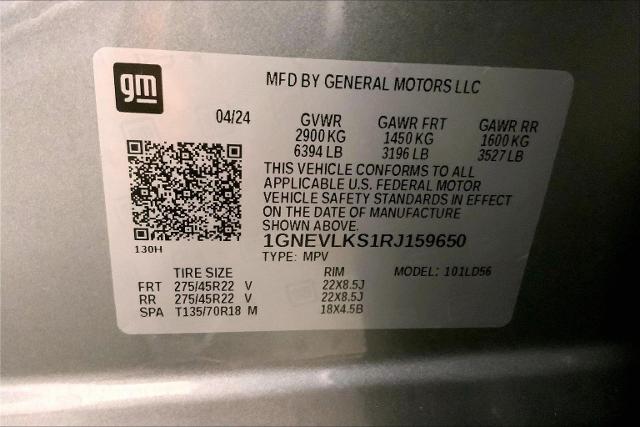 gm
MFD BY GENERAL MOTORS LLC
04/24 GVWR GAWR FRT GAWR RR
2900 KG 1450 KG 1600 KG
6394 LB 3196 LB 3527 LB
THIS VEHICLE CONFORMS TO ALL
APPLICABLE U.S. FEDERAL MOTOR
VEHICLE SAFETY STANDARDS IN EFFECT
ON THE DATE OF MANUFACTURE
SHOWN ABOVE.
1GNEVLKS1RJ159650
130H
TYPE: MPV
TIRE SIZE RIM MODEL: 101LD56
FRT 275/45R22 V 22X8.5J
RR 275/45R22 V 22X8.5J
SPA T135/70R18 M 18X4.5B